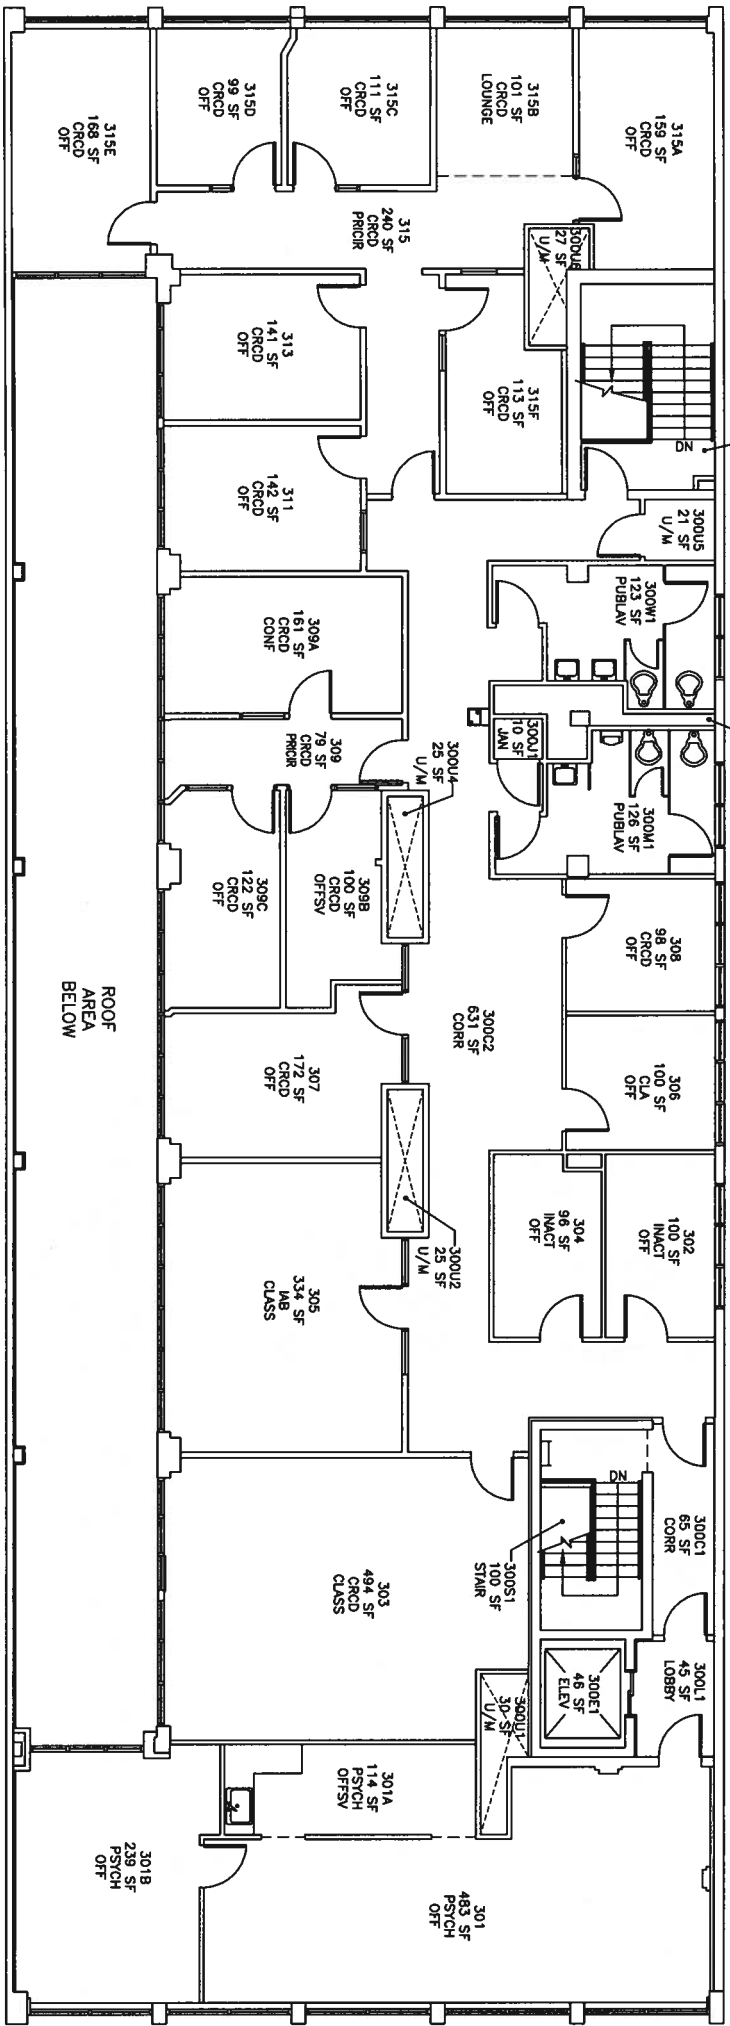 315E
168 SF
CRCD
OFF
315D
99 SF
CRCD
OFF
315C
111 SF
CRCD
OFF
315B
101 SF
CRCD
LOUNGE
315A
159 SF
CRCD
OFF
315
240 SF
CRCD
PRICIR
27 SF
U/M
313
141 SF
CRCD
OFF
315F
113 SF
CRCD
OFF
DN
311
142 SF
CRCD
OFF
300U5
21 SF
U/M
309A
161 SF
CRCD
CONF
300W1
123 SF
PUBLAV
309
79 SF
CRCD
PRICIR
300U4
25 SF
U/M
300J1
10 SF
JAN
300M1
126 SF
PUBLAV
309C
122 SF
CRCD
OFF
309B
100 SF
CRCD
OFFSV
308
98 SF
CRCD
OFF
ROOF
AREA
BELOW
300C2
631 SF
CORR
307
172 SF
CRCD
OFF
306
100 SF
CLA
OFF
300U2
25 SF
U/M
304
96 SF
INACT
OFF
302
100 SF
INACT
OFF
305
334 SF
IAB
CLASS
DN
300C1
65 SF
CORR
303
494 SF
CRCD
CLASS
300S1
100 SF
STAIR
300E1
46 SF
ELEV
300L1
45 SF
LOBBY
300U1
30 SF
U/M
301A
114 SF
PSYCH
OFFSV
301B
239 SF
PSYCH
OFF
301
483 SF
PSYCH
OFF